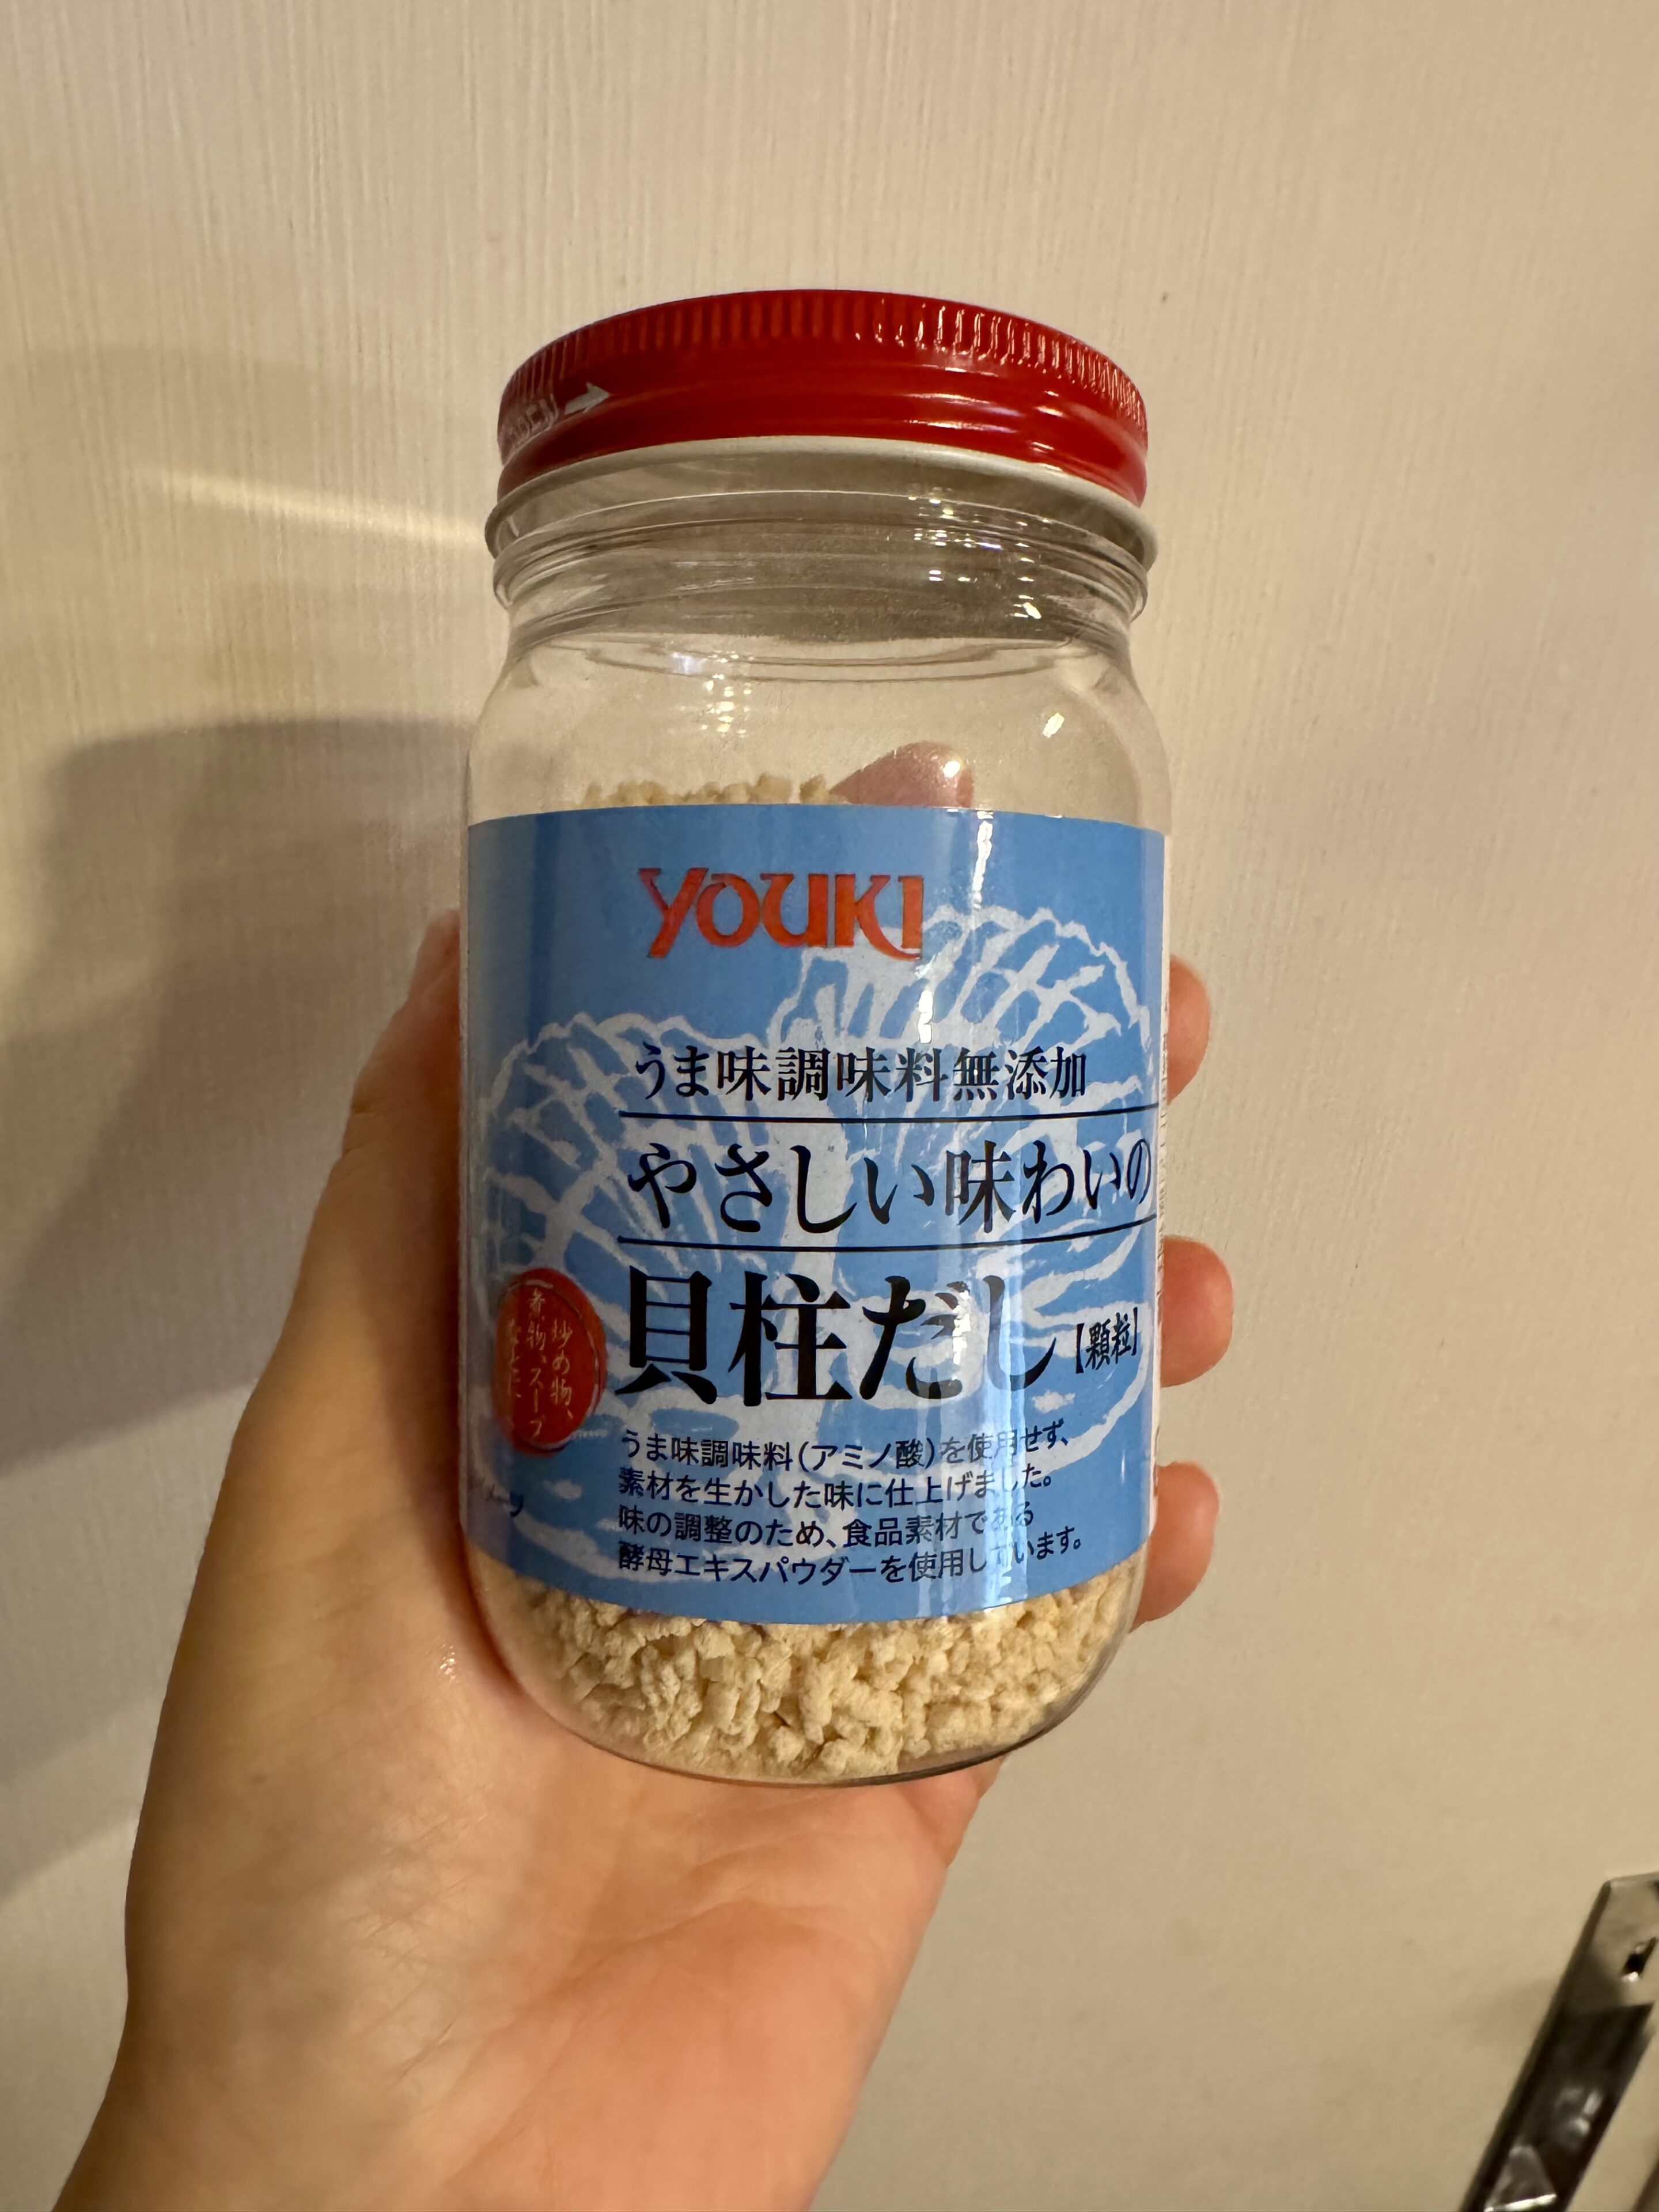 YOUKI
うま味調味料無添加
やさしい味わいの
貝柱だし【顆粒】
炒め物、
煮物、スープ
などに
うま味調味料(アミノ酸)を使用せず、
素材を生かした味に仕上げました。
味の調整のため、食品素材である
酵母エキスパウダーを使用しています。